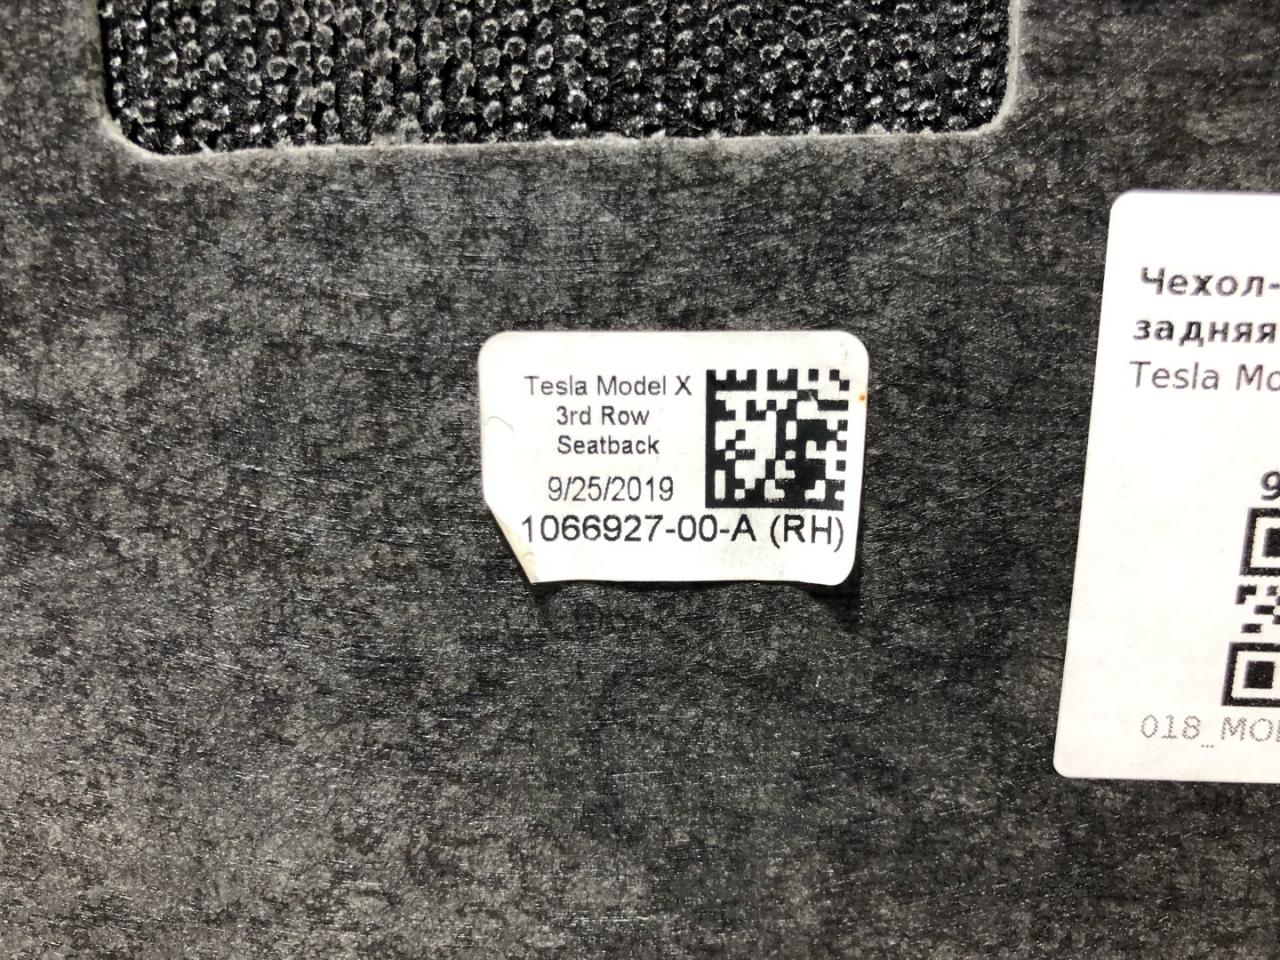 Tesla Model X
3rd Row
Seatback
9/25/2019
1066927-00-A (RH)
Чехол-
задняя
Tesla Mo
9
018_MO